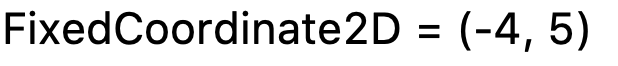 FixedCoordinate2D = (-4, 5)